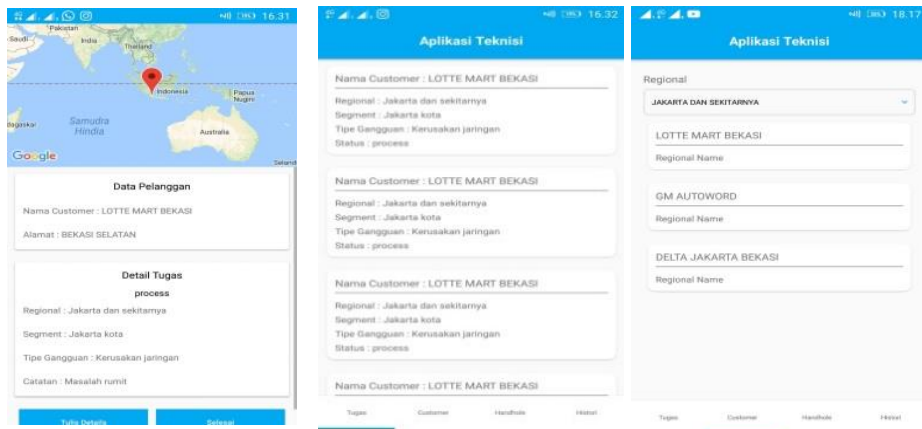 16.31
Pakistan
Saudi
India
Thailand
Indonesia
Papua
Nugini
Samudra
Hindia
Australia
Google
Data Pelanggan
Nama Customer : LOTTE MART BEKASI
Alamat : BEKASI SELATAN
Detail Tugas
process
Regional : Jakarta dan sekitarnya
Segment : Jakarta kota
Tipe Gangguan : Kerusakan jaringan
Catatan : Masalah rumit
Tulis Details
Selesai
16.32
Aplikasi Teknisi
Nama Customer : LOTTE MART BEKASI
Regional : Jakarta dan sekitarnya
Segment : Jakarta kota
Tipe Gangguan : Kerusakan jaringan
Status : process
Nama Customer : LOTTE MART BEKASI
Regional : Jakarta dan sekitarnya
Segment : Jakarta kota
Tipe Gangguan : Kerusakan jaringan
Status : process
Nama Customer : LOTTE MART BEKASI
Regional : Jakarta dan sekitarnya
Segment : Jakarta kota
Tipe Gangguan : Kerusakan jaringan
Status : process
Nama Customer : LOTTE MART BEKASI
Tugas Customer Handhole Histori
18.17
Aplikasi Teknisi
Regional
JAKARTA DAN SEKITARNYA
LOTTE MART BEKASI
Regional Name
GM AUTOWORD
Regional Name
DELTA JAKARTA BEKASI
Regional Name
Tugas Customer Handhole Histori